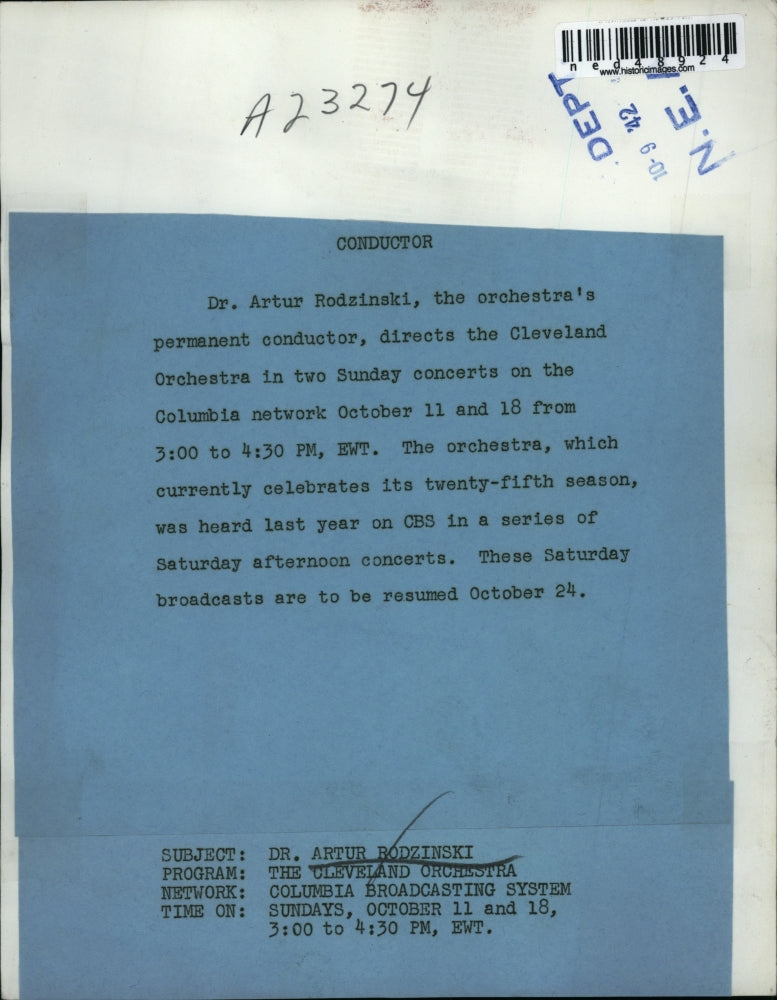 ned48924
www.historicimages.com
A23274
DEPT
10-9 '42
N.E.
CONDUCTOR
Dr. Artur Rodzinski, the orchestra's
permanent conductor, directs the Cleveland
Orchestra in two Sunday concerts on the
Columbia network October 11 and 18 from
3:00 to 4:30 PM, EWT. The orchestra, which
currently celebrates its twenty-fifth season,
was heard last year on CBS in a series of
Saturday afternoon concerts. These Saturday
broadcasts are to be resumed October 24.
SUBJECT: DR. ARTUR RODZINSKI
PROGRAM: THE CLEVELAND ORCHESTRA
NETWORK: COLUMBIA BROADCASTING SYSTEM
TIME ON: SUNDAYS, OCTOBER 11 and 18,
3:00 to 4:30 PM, EWT.